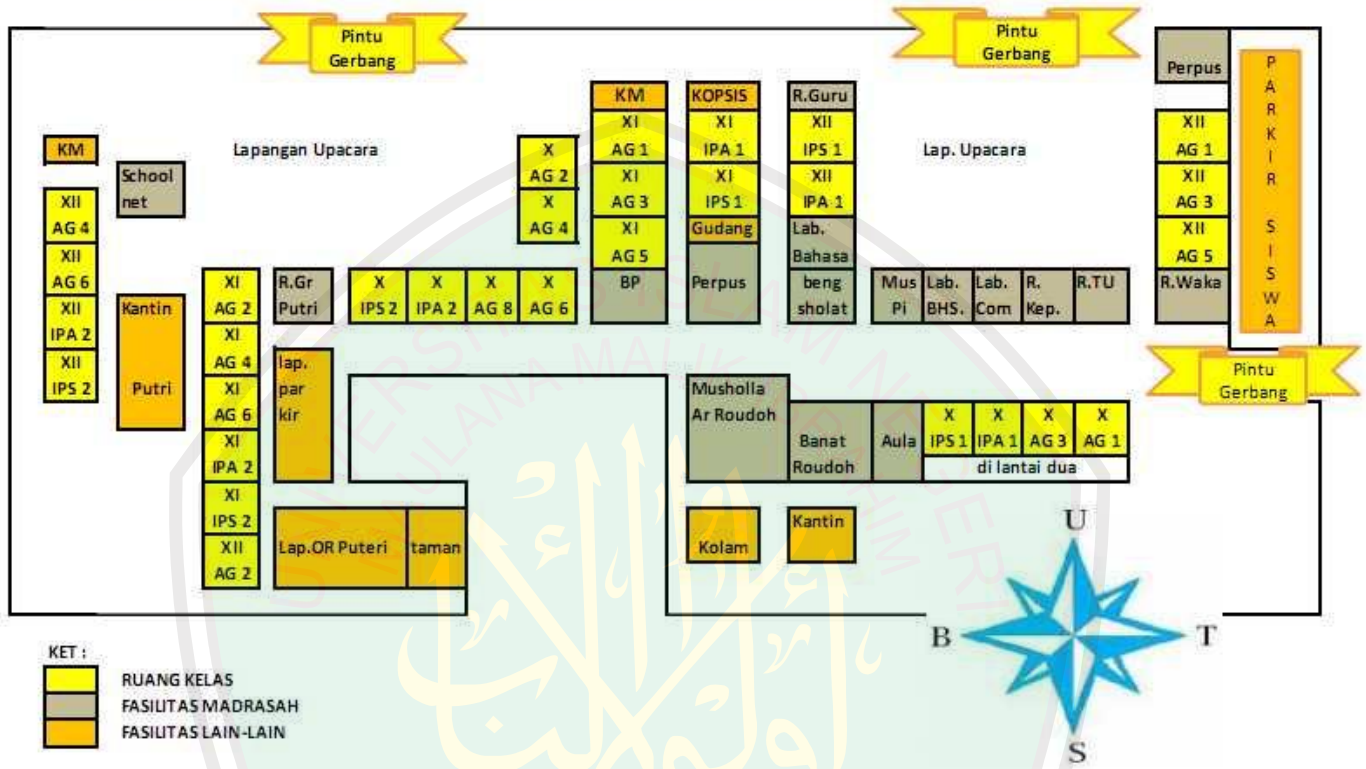 Pintu
Gerbang
Pintu
Gerbang
Perpus
PARKIR SISWA
KM
School
net
Lapangan Upacara
XII
AG 4
XII
AG 6
XII
IPA 2
XII
IPS 2
Kantin
Putri
XI
AG 2
XI
AG 4
XI
AG 6
XI
IPA 2
XI
IPS 2
XII
AG 2
R.Gr
Putri
lap.
par
kir
Lap.OR Puteri
taman
X
IPS 2
X
IPA 2
X
AG 8
X
AG 6
X
AG 2
X
AG 4
KM
XI
AG 1
XI
AG 3
XI
AG 5
BP
KOPSIS
XI
IPA 1
XI
IPS 1
Gudang
Perpus
R.Guru
XII
IPS 1
XII
IPA 1
Lab.
Bahasa
beng
sholat
Lap. Upacara
Mus
Pi
Lab.
BHS.
Lab.
Com
R.
Kep.
R.TU
XII
AG 1
XII
AG 3
XII
AG 5
R.Waka
Pintu
Gerbang
Musholla
Ar Roudoh
Banat
Roudoh
Aula
X
IPS 1
X
IPA 1
X
AG 3
X
AG 1
di lantai dua
Kolam
Kantin
U
B
T
S
KET :
RUANG KELAS
FASILITAS MADRASAH
FASILITAS LAIN-LAIN